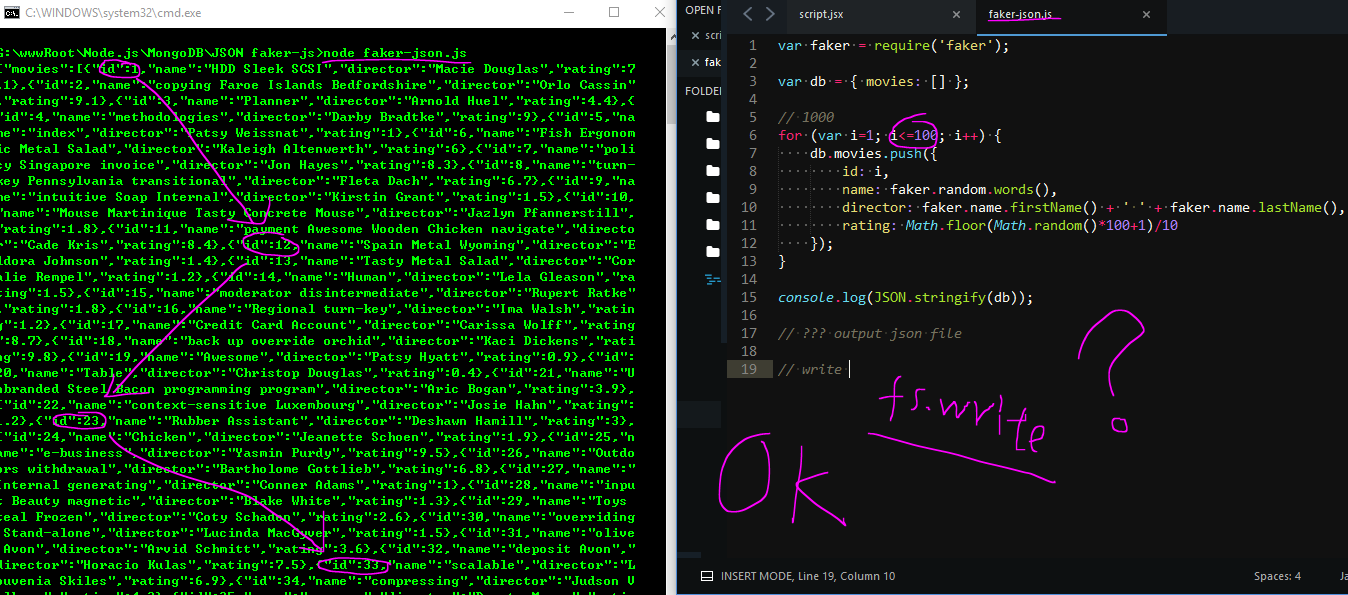 C:\WINDOWS\system32\cmd.exe
G:\wwwRoot\Node.js\MongoDB\JSON faker-js>node faker-json.js
{"movies":[{"id":1,"name":"HDD Sleek SCSI","director":"Macie Douglas","rating":7
.1},{"id":2,"name":"copying Faroe Islands Bedfordshire","director":"Orlo Cassin"
,"rating":9.1},{"id":3,"name":"Planner","director":"Arnold Huel","rating":4.4},{
"id":4,"name":"methodologies","director":"Darby Bradtke","rating":9},{"id":5,"na
me":"index","director":"Patsy Weissnat","rating":1},{"id":6,"name":"Fish Ergonom
ic Metal Salad","director":"Kaleigh Altenwerth","rating":6},{"id":7,"name":"poli
cy Singapore invoice","director":"Jon Hayes","rating":8.3},{"id":8,"name":"turn-
key Pennsylvania transitional","director":"Fleta Dach","rating":6.7},{"id":9,"na
me":"intuitive Soap Internal","director":"Kirstin Grant","rating":1.5},{"id":10,
"name":"Mouse Martinique Tasty Concrete Mouse","director":"Jazlyn Pfannerstill",
"rating":1.8},{"id":11,"name":"payment Awesome Wooden Chicken navigate","directo
r":"Cade Kris","rating":8.4},{"id":12,"name":"Spain Metal Wyoming","director":"E
ldora Johnson","rating":1.4},{"id":13,"name":"Tasty Metal Salad","director":"Cor
alie Rempel","rating":1.2},{"id":14,"name":"Human","director":"Lela Gleason","ra
ting":1.5},{"id":15,"name":"moderator disintermediate","director":"Rupert Ratke"
,"rating":1.8},{"id":16,"name":"Regional turn-key","director":"Ima Walsh","ratin
g":1.2},{"id":17,"name":"Credit Card Account","director":"Carissa Wolff","rating
":8.7},{"id":18,"name":"back up override orchid","director":"Kaci Dickens","rati
ng":9.8},{"id":19,"name":"Awesome","director":"Patsy Hyatt","rating":0.9},{"id":
20,"name":"Table","director":"Christop Douglas","rating":0.4},{"id":21,"name":"U
nbranded Steel Bacon programming program","director":"Aric Bogan","rating":3.9},
{"id":22,"name":"context-sensitive Luxembourg","director":"Josie Hahn","rating":
1.2},{"id":23,"name":"Rubber Assistant","director":"Deshawn Hamill","rating":3},
{"id":24,"name":"Chicken","director":"Jeanette Schoen","rating":1.9},{"id":25,"n
ame":"e-business","director":"Yasmin Purdy","rating":9.5},{"id":26,"name":"Outdo
ors withdrawal","director":"Bartholome Gottlieb","rating":6.8},{"id":27,"name":"
Internal generating","director":"Conner Adams","rating":1},{"id":28,"name":"inpu
t Beauty magnetic","director":"Blake White","rating":1.3},{"id":29,"name":"Toys
teal Frozen","director":"Coty Schaden","rating":2.6},{"id":30,"name":"overriding
Stand-alone","director":"Lucinda MacGyver","rating":1.5},{"id":31,"name":"olive
Avon","director":"Arvid Schmitt","rating":3.6},{"id":32,"name":"deposit Avon","
director":"Horacio Kulas","rating":7.5},{"id":33,"name":"scalable","director":"L
ouvenia Skiles","rating":6.9},{"id":34,"name":"compressing","director":"Judson V
OPEN F
scri
fak
FOLDER
script.jsx
faker-json.js
1 var faker = require('faker');
2
3 var db = { movies: [] };
4
5 // 1000
6 for (var i=1; i<=100; i++) {
7 db.movies.push({
8 id: i,
9 name: faker.random.words(),
10 director: faker.name.firstName() + ' ' + faker.name.lastName(),
11 rating: Math.floor(Math.random()*100+1)/10
12 });
13 }
14
15 console.log(JSON.stringify(db));
16
17 // ??? output json file
18
19 // write
fs.write ?
OK
INSERT MODE, Line 19, Column 10
Spaces: 4
Ja